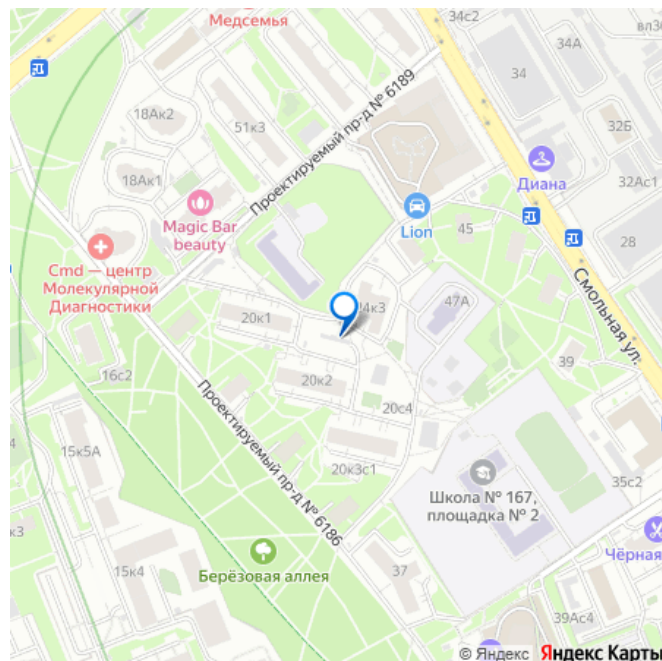 Медсемья
34с2
34А
вл3
34
18Ак2
51к3
Проектируемый пр-д № 6189
32Б
Диана
32Ас1
18Ак1
Magic Bar
beauty
Lion
45
28
Cmd — центр
Молекулярной
Диагностики
47А
4к3
20к1
Смольная ул.
39
16с2
20к2
20с4
Проектируемый пр-д № 6186
15к5А
20к3с1
Школа № 167,
площадка № 2
35с2
к3
Чёрная
Берёзовая аллея
15к4
37
39Ас4
© Яндекс Яндекс Карты